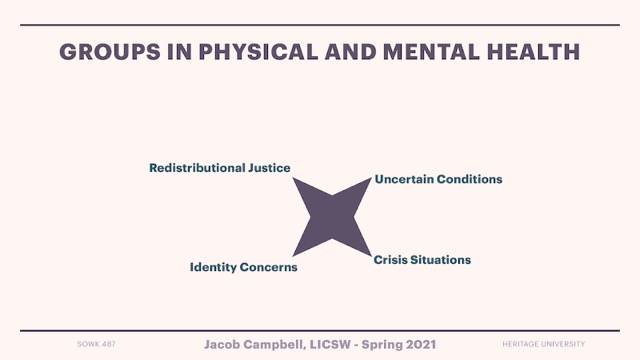 GROUPS IN PHYSICAL AND MENTAL HEALTH
Redistributional Justice
Uncertain Conditions
Identity Concerns
Crisis Situations
SOWK 487
Jacob Campbell, LICSW - Spring 2021
HERITAGE UNIVERSITY